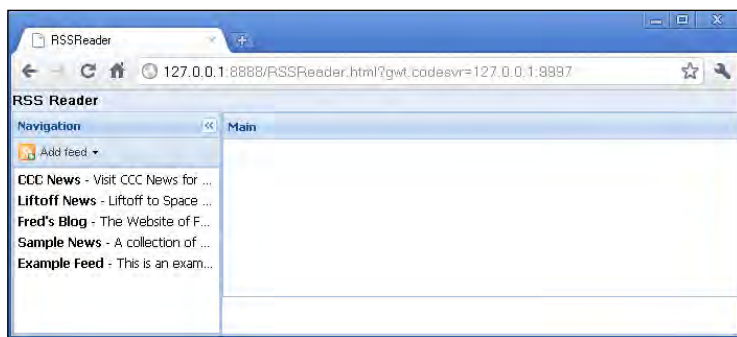 RSSReader
127.0.0.1:8888/RSSReader.html?gwt.codesvr=127.0.0.1:9997
RSS Reader
Navigation
Main
Add feed
CCC News - Visit CCC News for ...
Liftoff News - Liftoff to Space ...
Fred's Blog - The Website of F...
Sample News - A collection of ...
Example Feed - This is an exam...